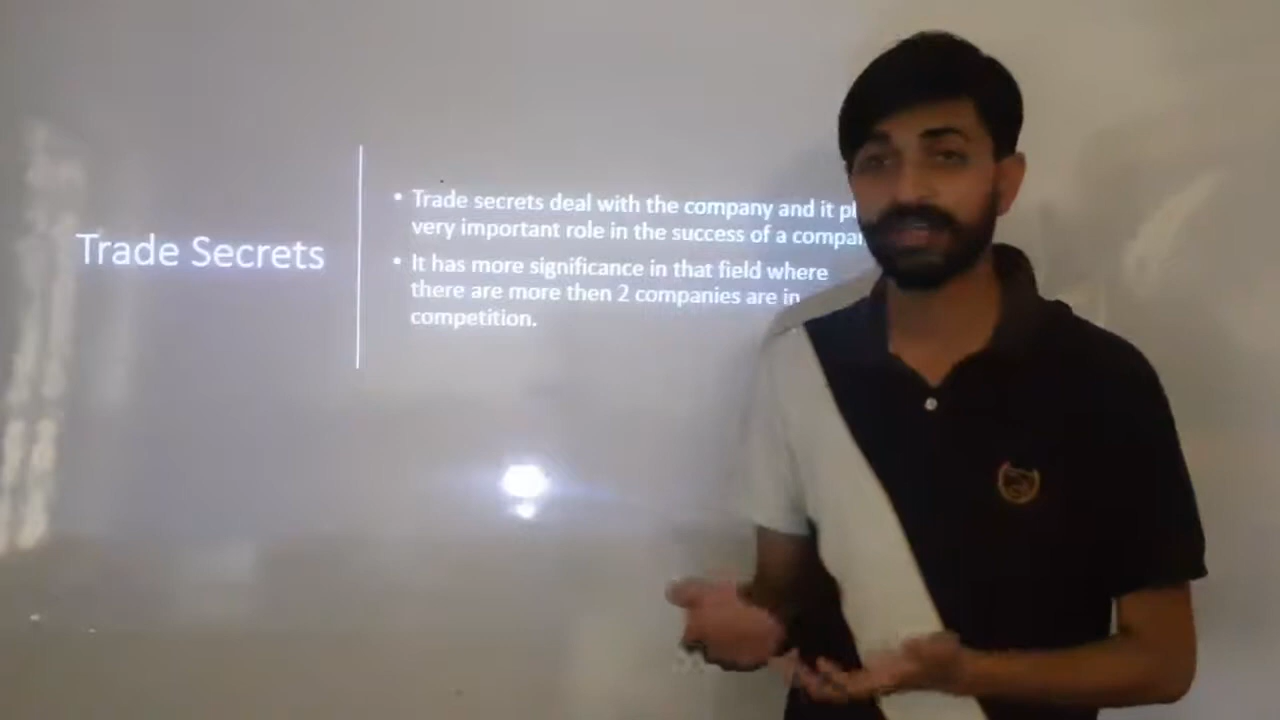 Trade Secrets
• Trade secrets deal with the company and it
very important role in the success of a
• It has more significance in that field where
there are more then 2 companies are in
competition.